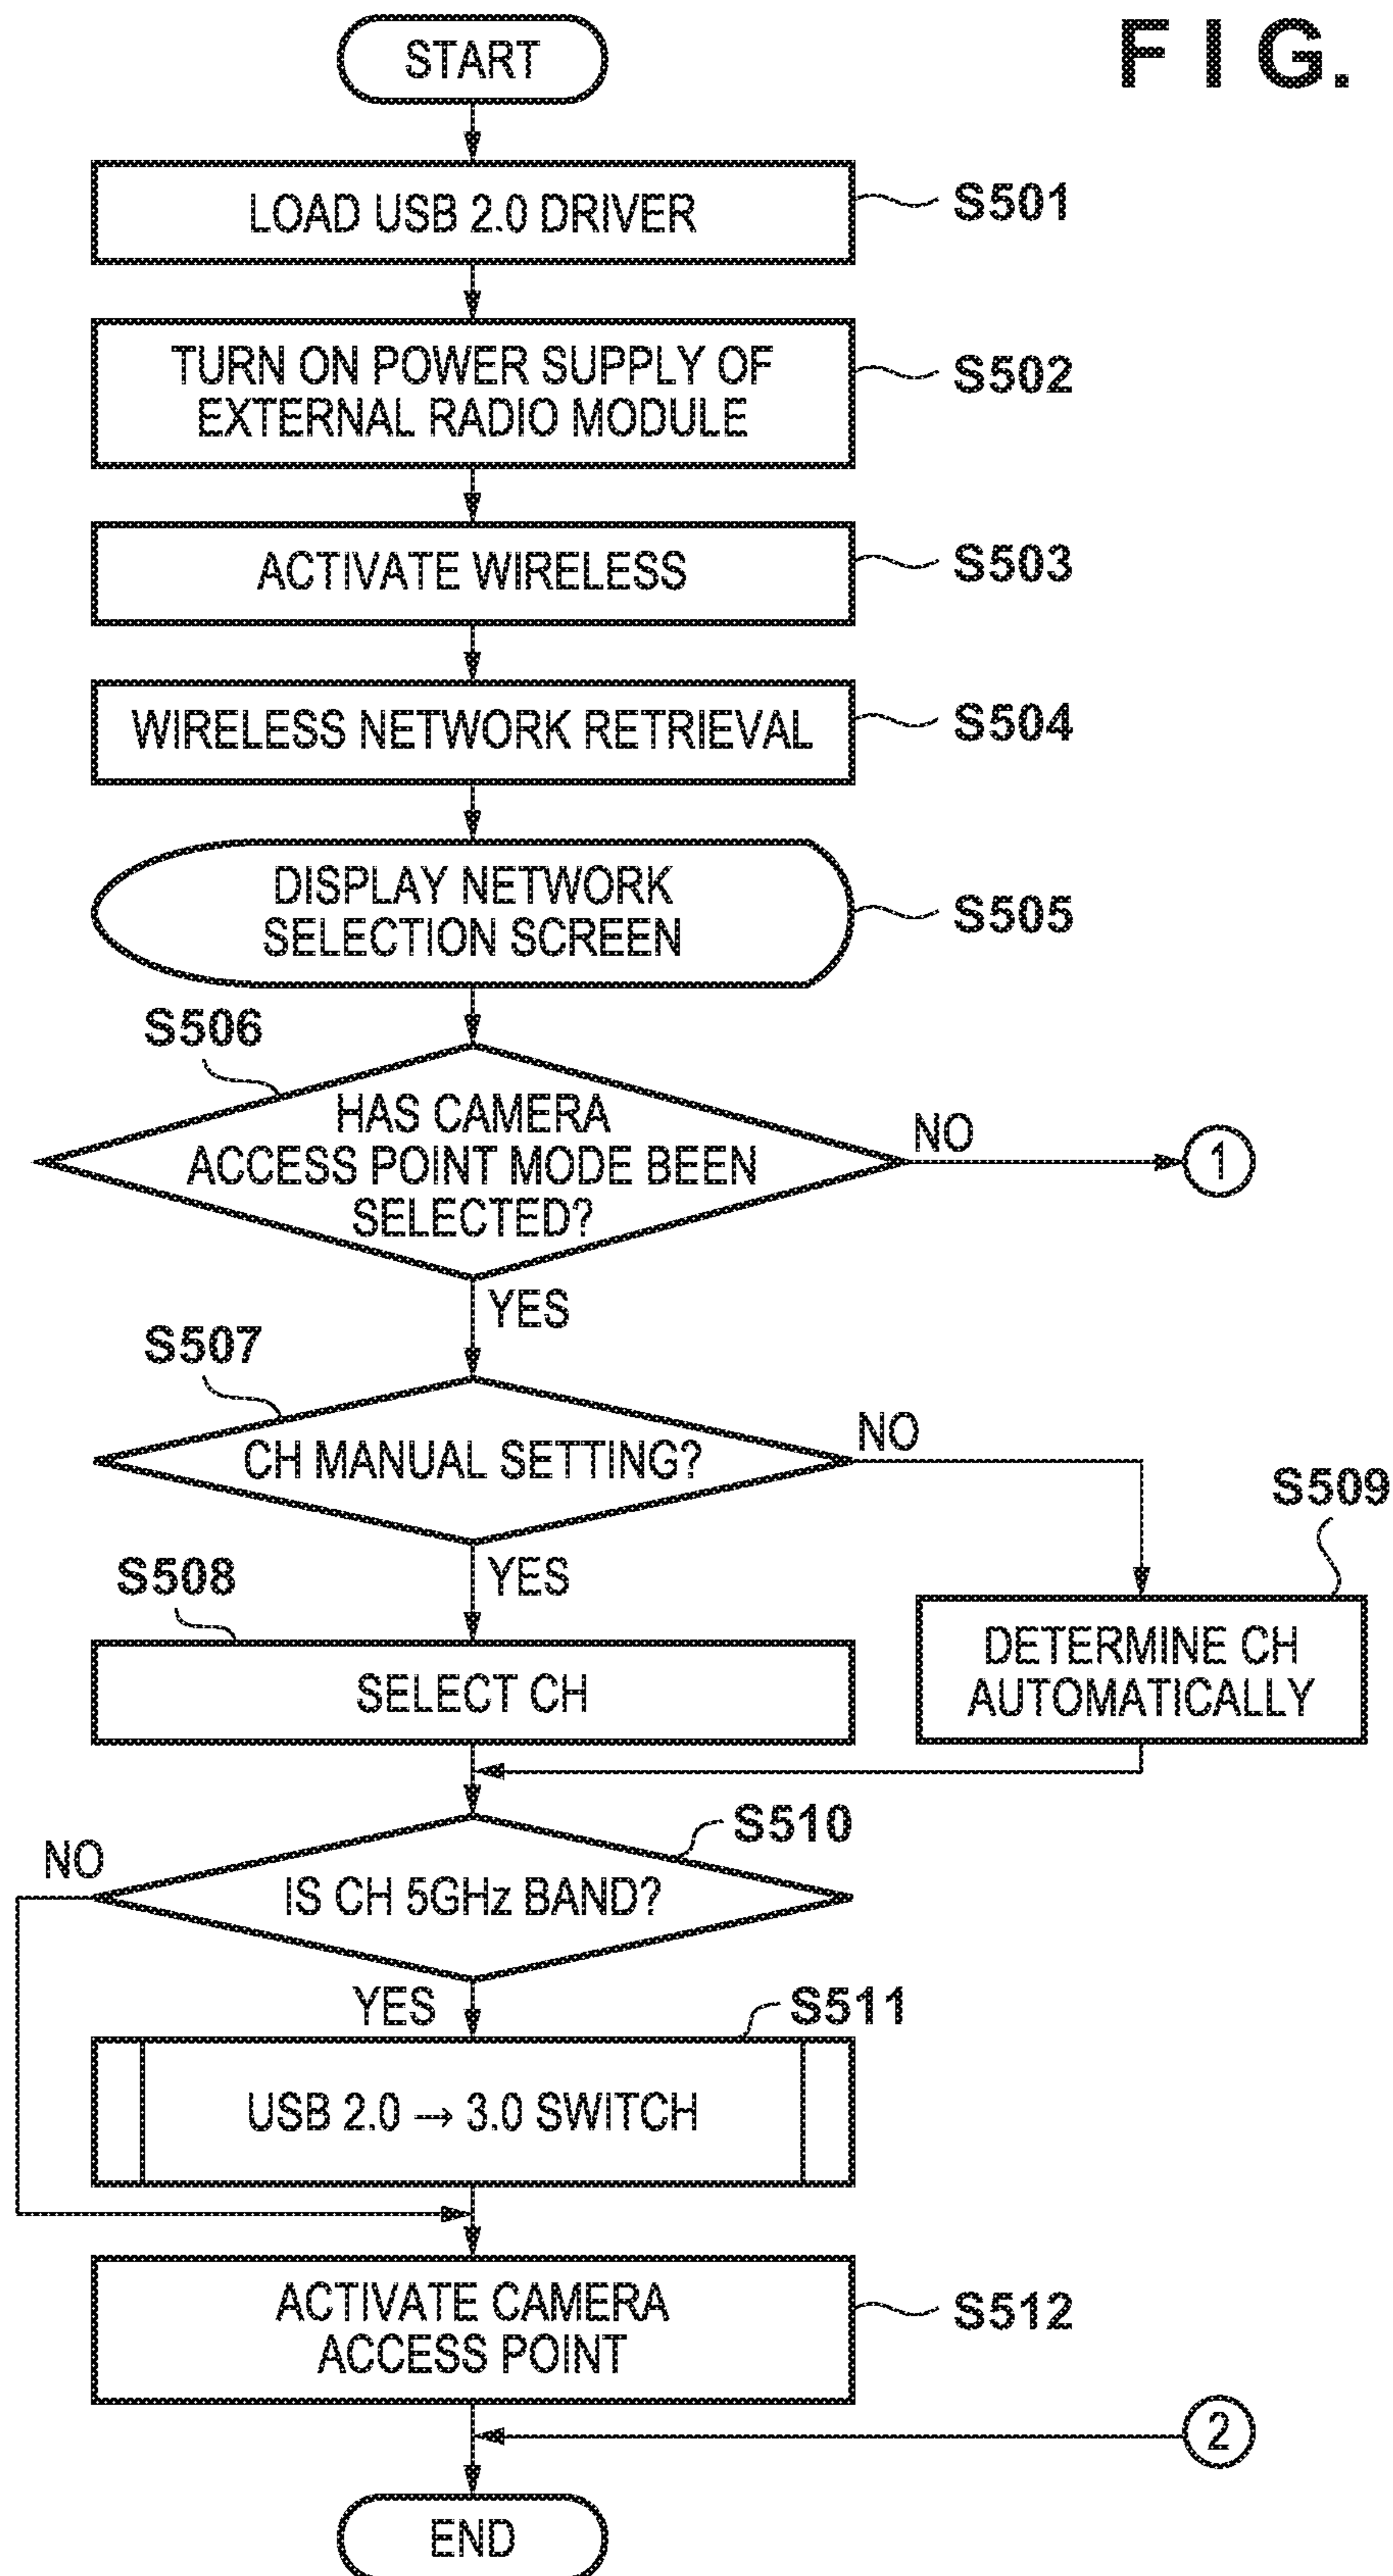 FIG.
START
LOAD USB 2.0 DRIVER
S501
TURN ON POWER SUPPLY OF
EXTERNAL RADIO MODULE
S502
ACTIVATE WIRELESS
S503
WIRELESS NETWORK RETRIEVAL
S504
DISPLAY NETWORK
SELECTION SCREEN
S505
S506
HAS CAMERA
ACCESS POINT MODE BEEN
SELECTED?
NO
1
YES
S507
CH MANUAL SETTING?
NO
S509
YES
S508
SELECT CH
DETERMINE CH
AUTOMATICALLY
S510
NO
IS CH 5GHz BAND?
YES
S511
USB 2.0 → 3.0 SWITCH
ACTIVATE CAMERA
ACCESS POINT
S512
2
END